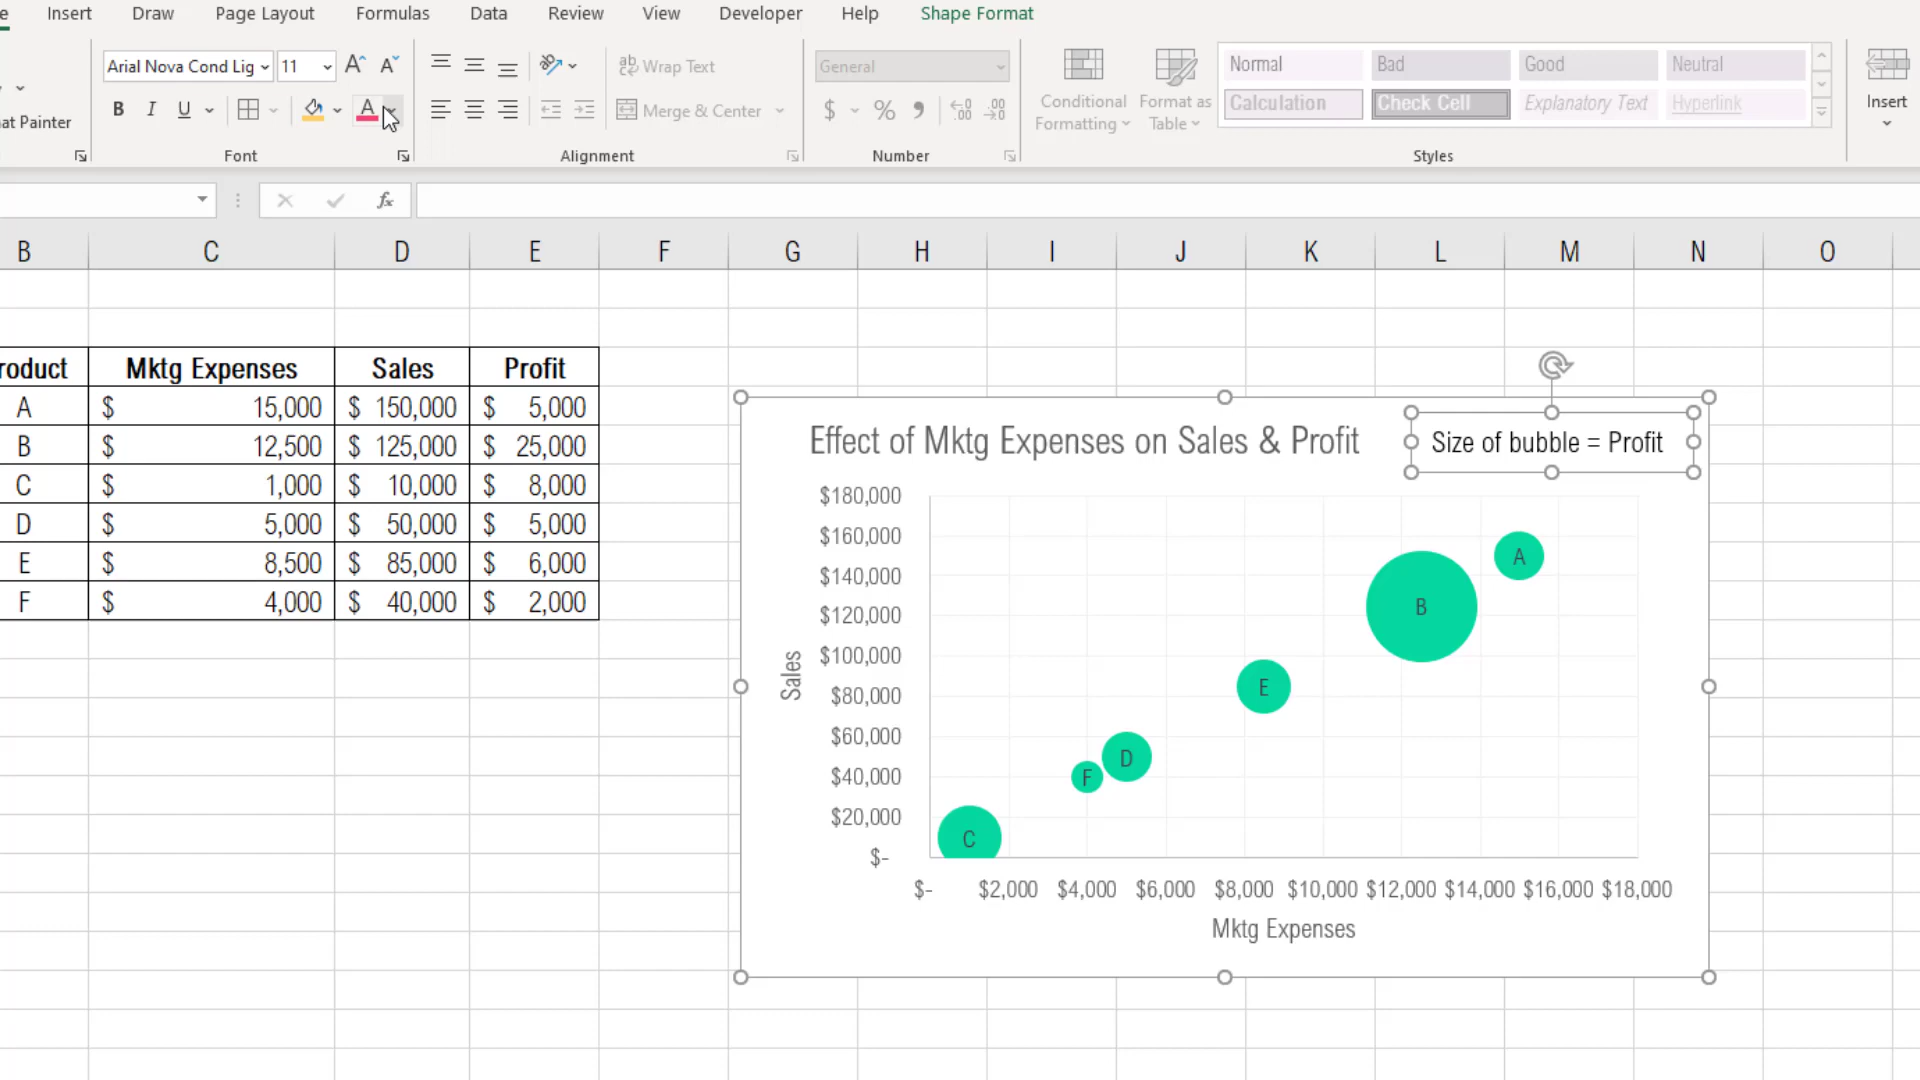 e Insert Draw Page Layout Formulas Data Review View Developer Help Shape Format
Arial Nova Cond Lig 11 A A ab Wrap Text General Normal Bad Good Neutral
at Painter B I U A Merge & Center $ % 9 .00 .00 Conditional Formatting Format as Table Calculation Check Cell Explanatory Text Hyperlink Insert
Font Alignment Number Styles
fx
B C D E F G H I J K L M N O
roduct Mktg Expenses Sales Profit
A $ 15,000 $ 150,000 $ 5,000
B $ 12,500 $ 125,000 $ 25,000
C $ 1,000 $ 10,000 $ 8,000
D $ 5,000 $ 50,000 $ 5,000
E $ 8,500 $ 85,000 $ 6,000
F $ 4,000 $ 40,000 $ 2,000
Effect of Mktg Expenses on Sales & Profit
Size of bubble = Profit
$180,000
$160,000
$140,000
$120,000
$100,000
$80,000
$60,000
$40,000
$20,000
$-
Sales
A
B
E
D
F
C
$- $2,000 $4,000 $6,000 $8,000 $10,000 $12,000 $14,000 $16,000 $18,000
Mktg Expenses